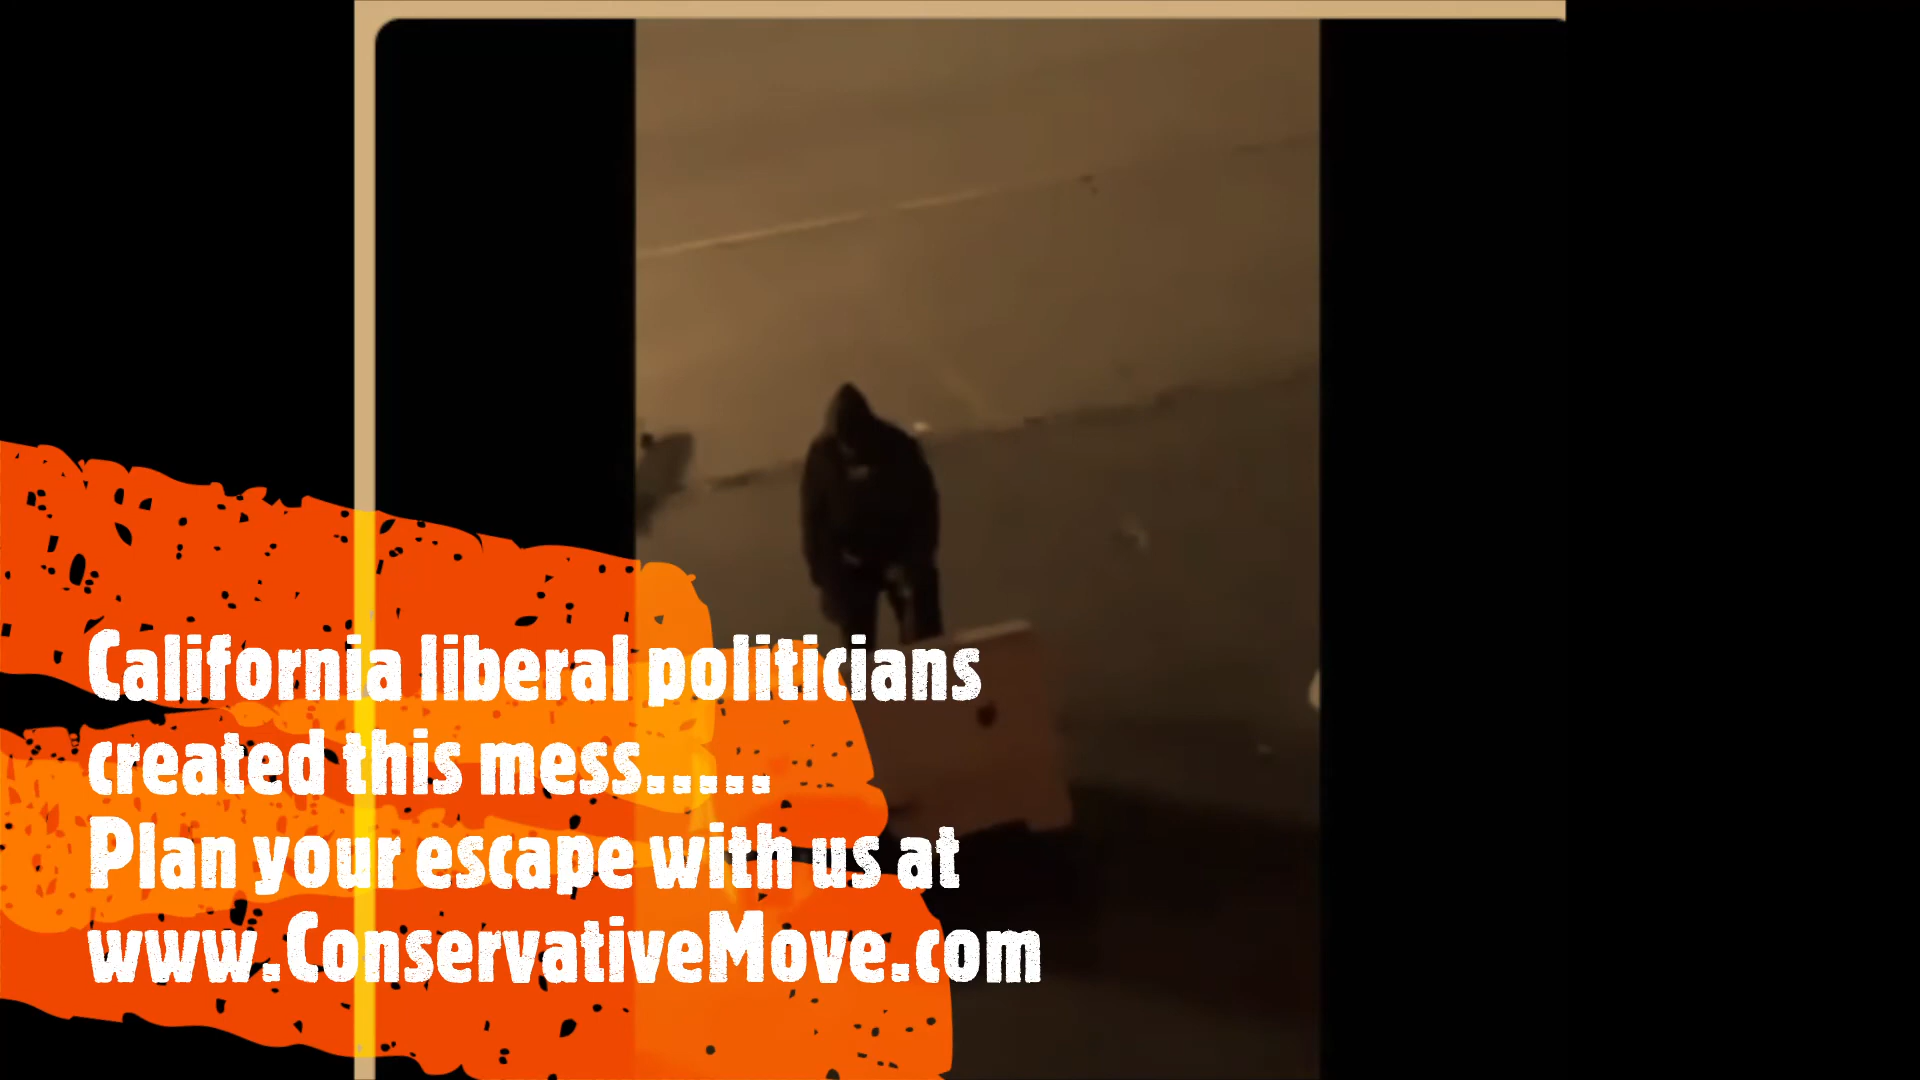 California liberal politicians
created this mess.....
Plan your escape with us at
www.ConservativeMove.com